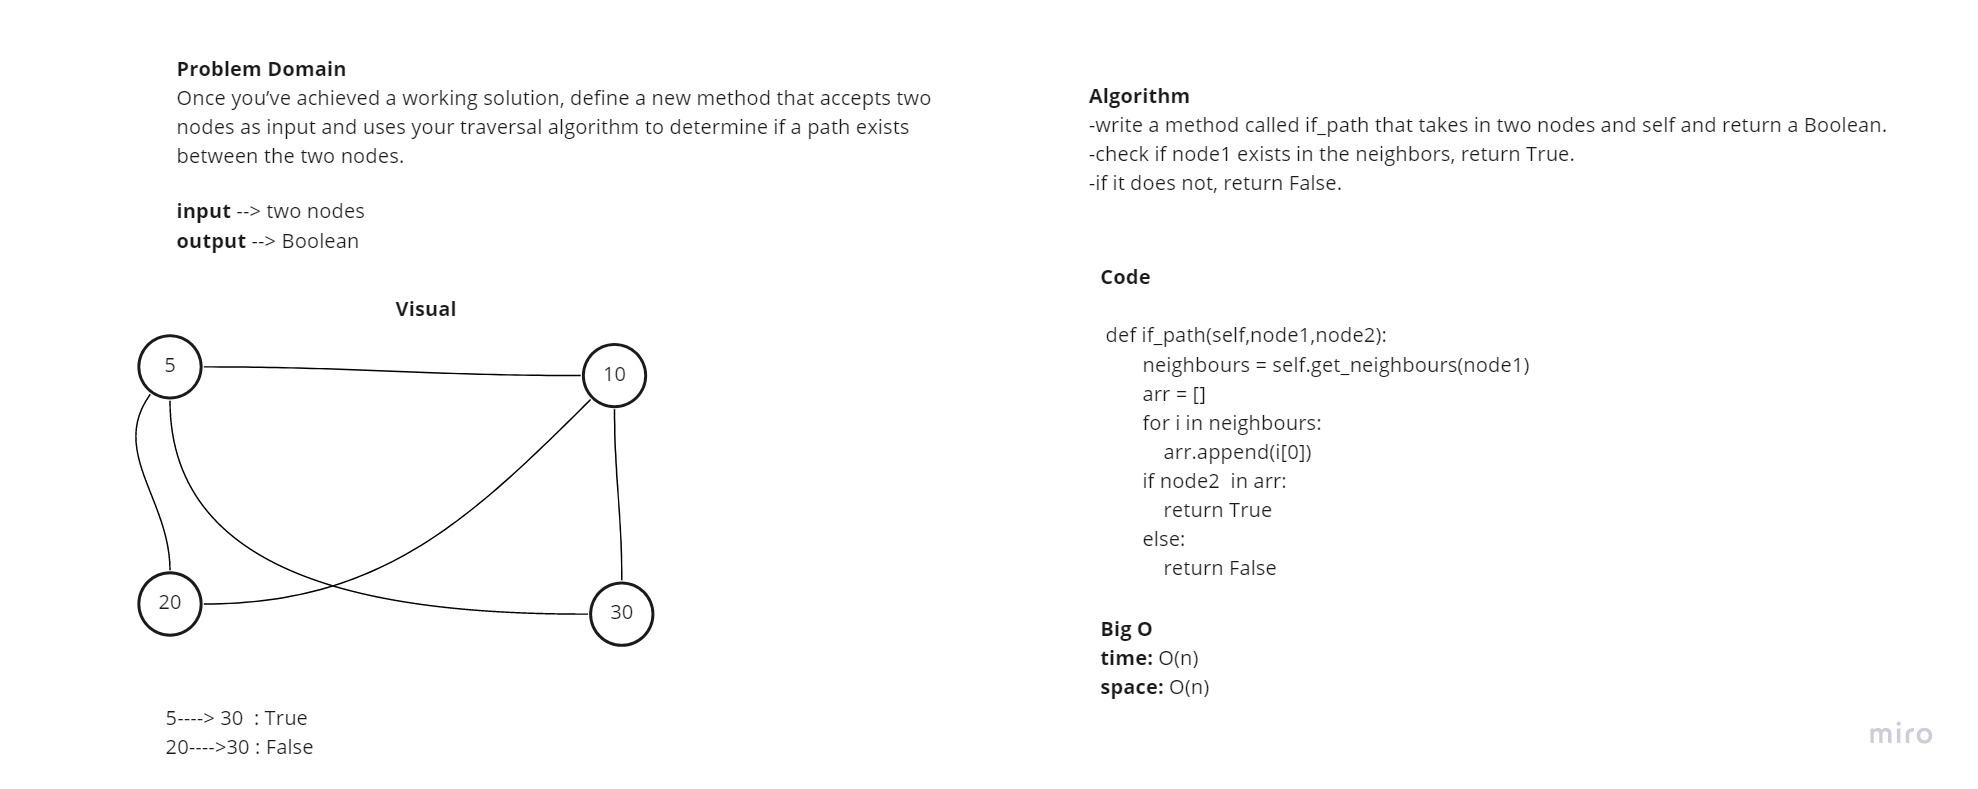 Problem Domain
Once you’ve achieved a working solution, define a new method that accepts two
nodes as input and uses your traversal algorithm to determine if a path exists
between the two nodes.
input --> two nodes
output --> Boolean
Visual
5
10
20
30
5----> 30  : True
20---->30 : False
Algorithm
-write a method called if_path that takes in two nodes and self and return a Boolean.
-check if node1 exists in the neighbors, return True.
-if it does not, return False.
Code
def if_path(self,node1,node2):
neighbours = self.get_neighbours(node1)
arr = []
for i in neighbours:
arr.append(i[0])
if node2  in arr:
return True
else:
return False
Big O
time: O(n)
space: O(n)
miro